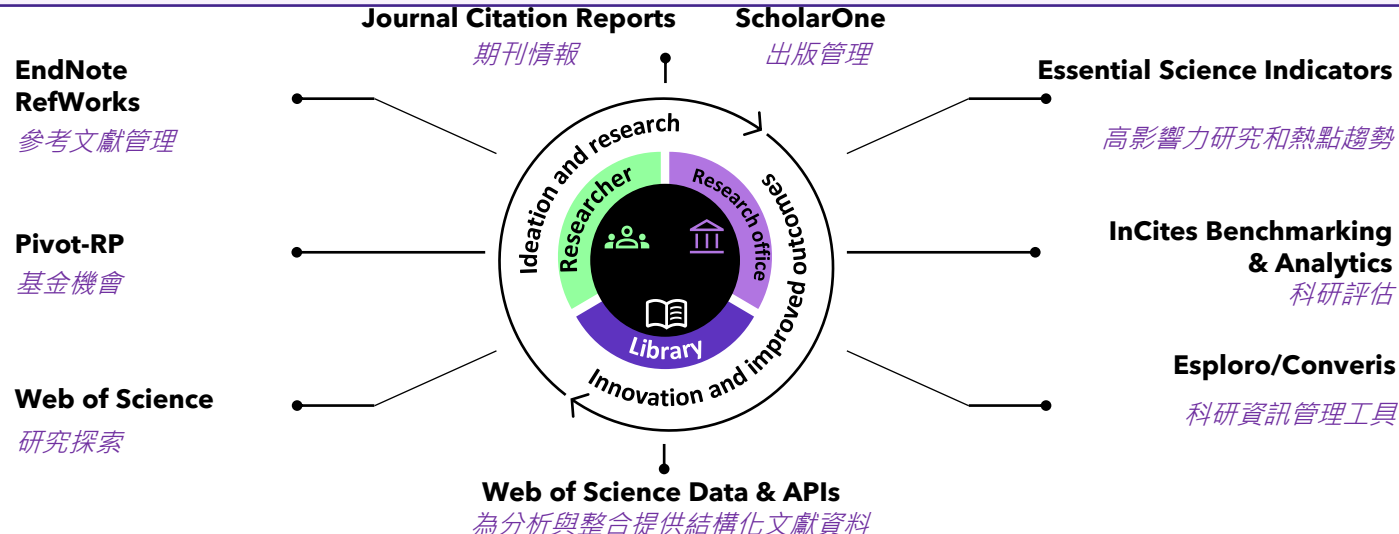 Journal Citation Reports
期刊情報
ScholarOne
出版管理
EndNote
RefWorks
參考文獻管理
Essential Science Indicators
高影響力研究和熱點趨勢
Pivot-RP
基金機會
InCites Benchmarking
& Analytics
科研評估
Web of Science
研究探索
Esploro/Converis
科研資訊管理工具
Ideation and research
Innovation and improved outcomes
Researcher
Research office
Library
Web of Science Data & APIs
為分析與整合提供結構化文獻資料